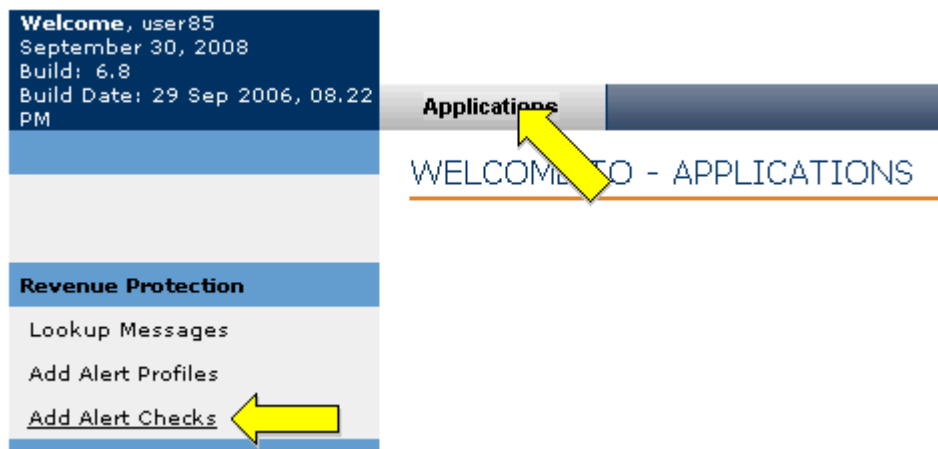 Welcome, user85
September 30, 2008
Build: 6.8
Build Date: 29 Sep 2006, 08.22
PM
Applications
WELCOME TO - APPLICATIONS
Revenue Protection
Lookup Messages
Add Alert Profiles
Add Alert Checks